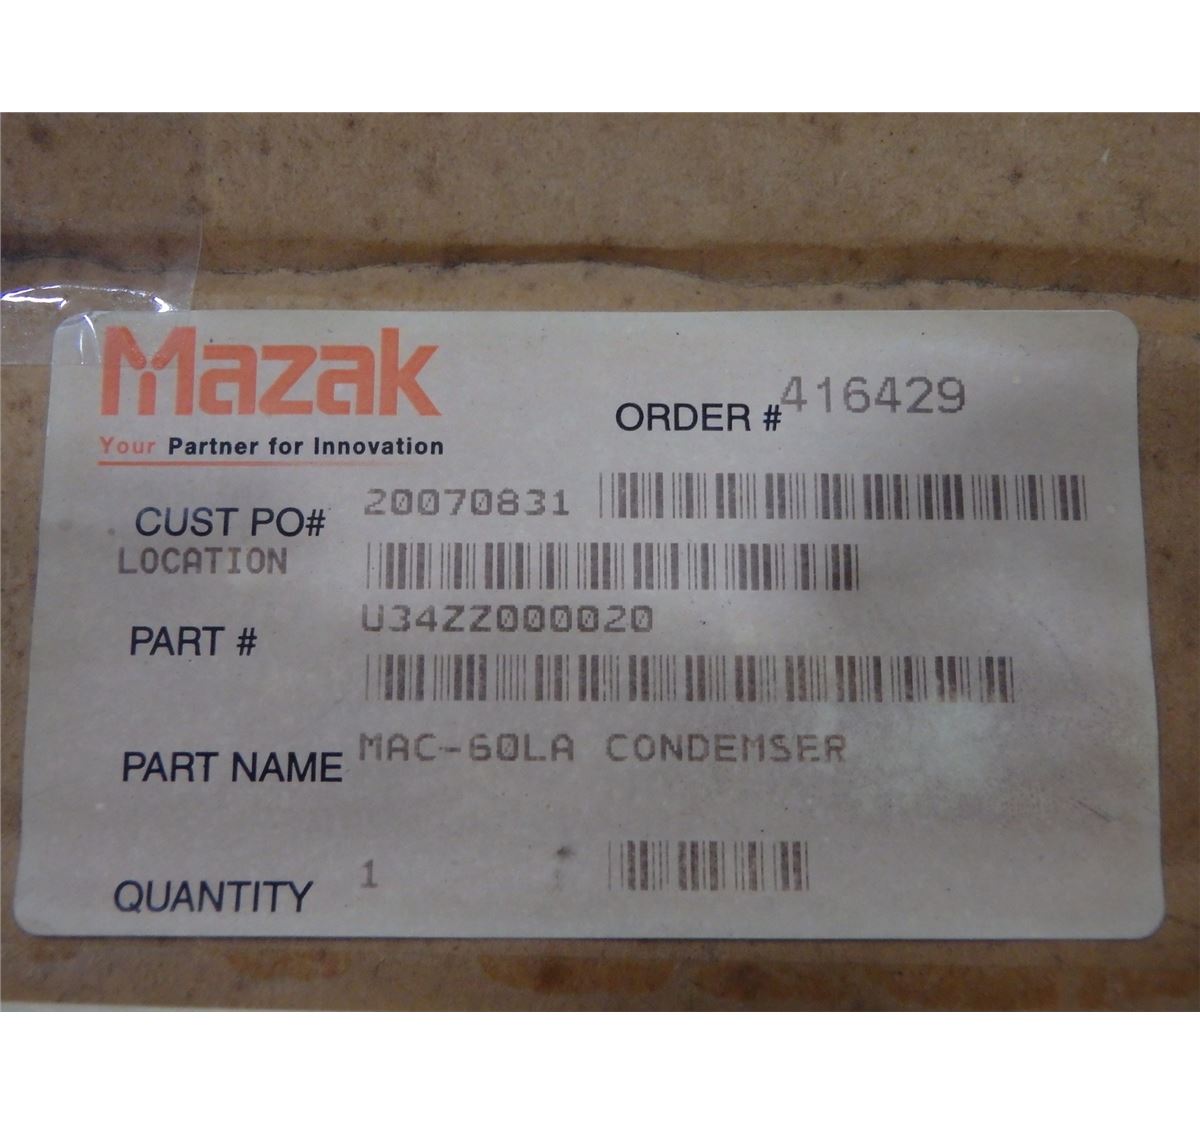 Mazak
Your Partner for Innovation
ORDER # 416429
CUST PO# 20070831
LOCATION
PART # U34ZZ000020
PART NAME MAC-60LA CONDEMSER
QUANTITY 1